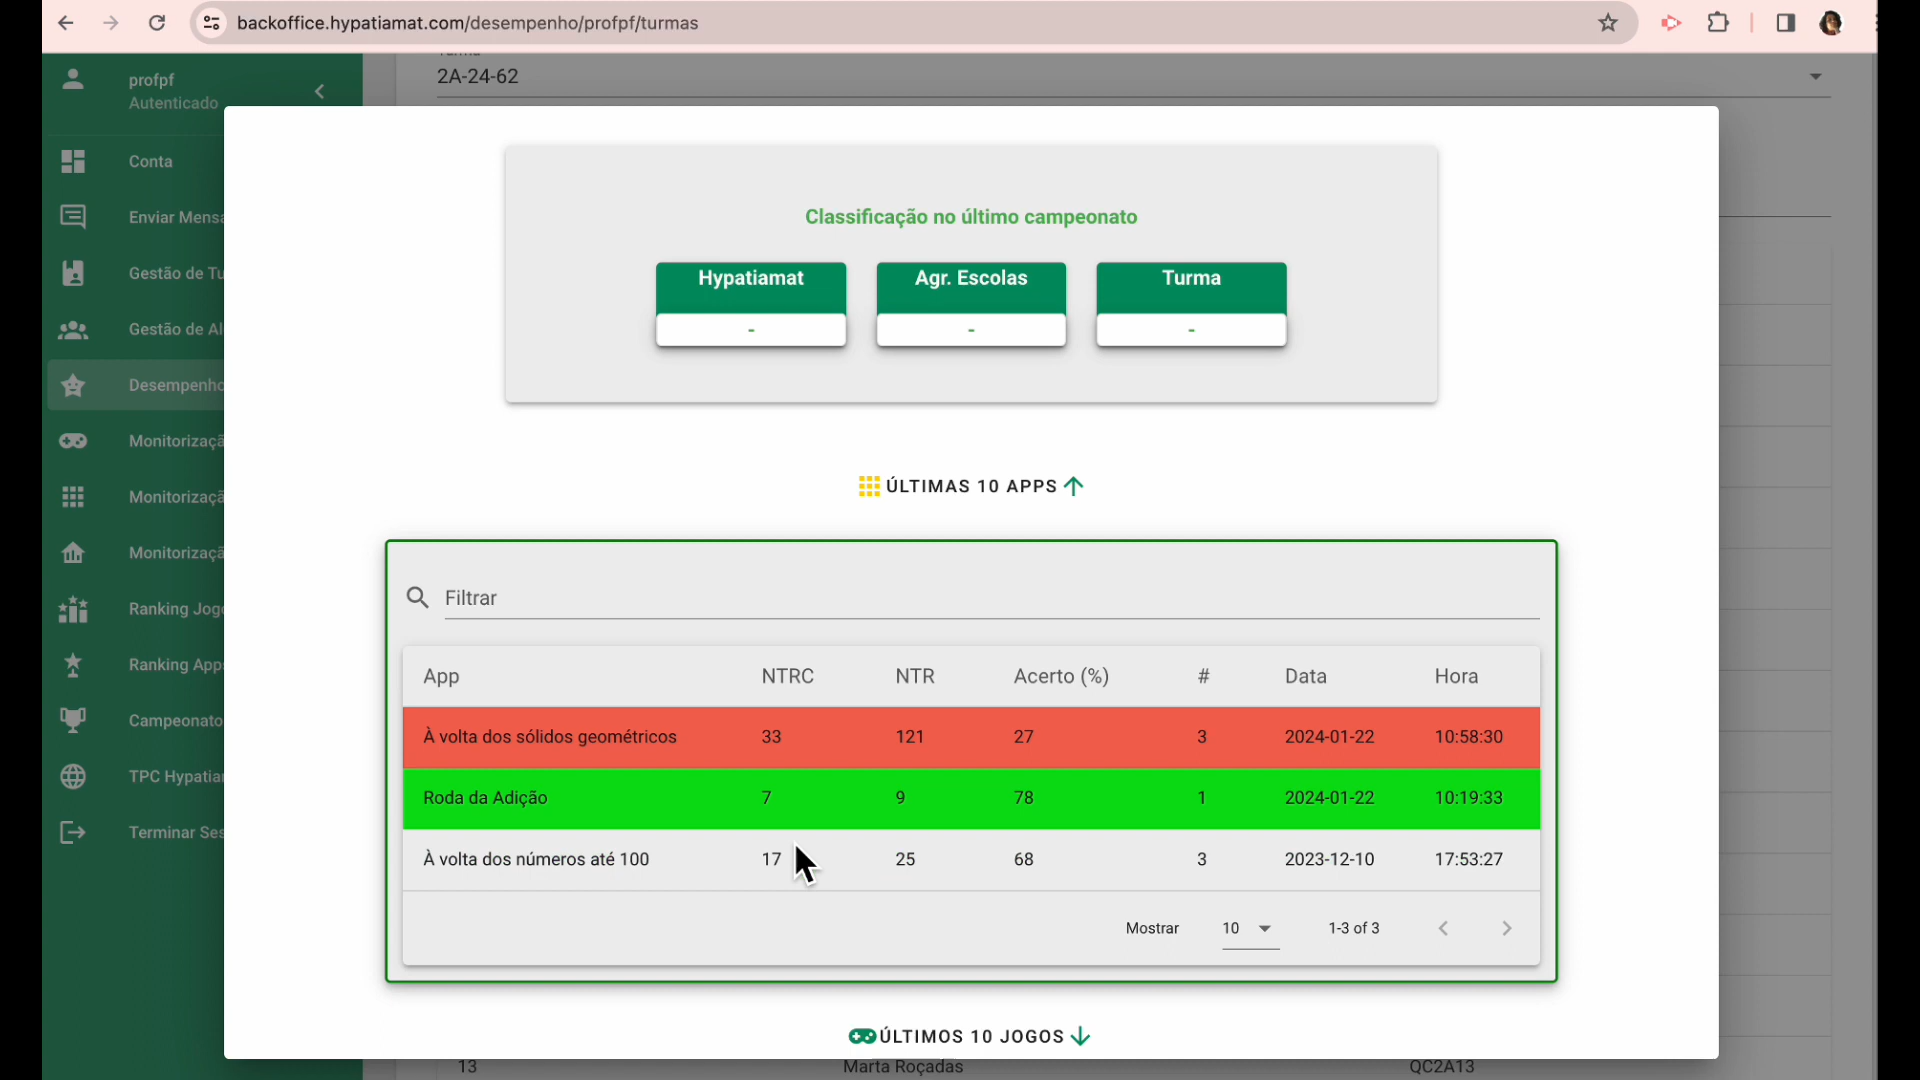 backoffice.hypatiamat.com/desempenho/profpf/turmas
profpf
Autenticado
2A-24-62
Conta
Enviar Mensa
Gestão de Tu
Gestão de Al
Desempenho
Monitorizaçã
Monitorizaçã
Monitorizaçã
Ranking Jogo
Ranking Apps
Campeonato
TPC Hypatia
Terminar Ses
Classificação no último campeonato
Hypatiamat Agr. Escolas Turma
- - -
ÚLTIMAS 10 APPS
Filtrar
App NTRC NTR Acerto (%) # Data Hora
À volta dos sólidos geométricos 33 121 27 3 2024-01-22 10:58:30
Roda da Adição 7 9 78 1 2024-01-22 10:19:33
À volta dos números até 100 17 25 68 3 2023-12-10 17:53:27
Mostrar 10 1-3 of 3
ÚLTIMOS 10 JOGOS
13 Marta Roçadas QC2A13